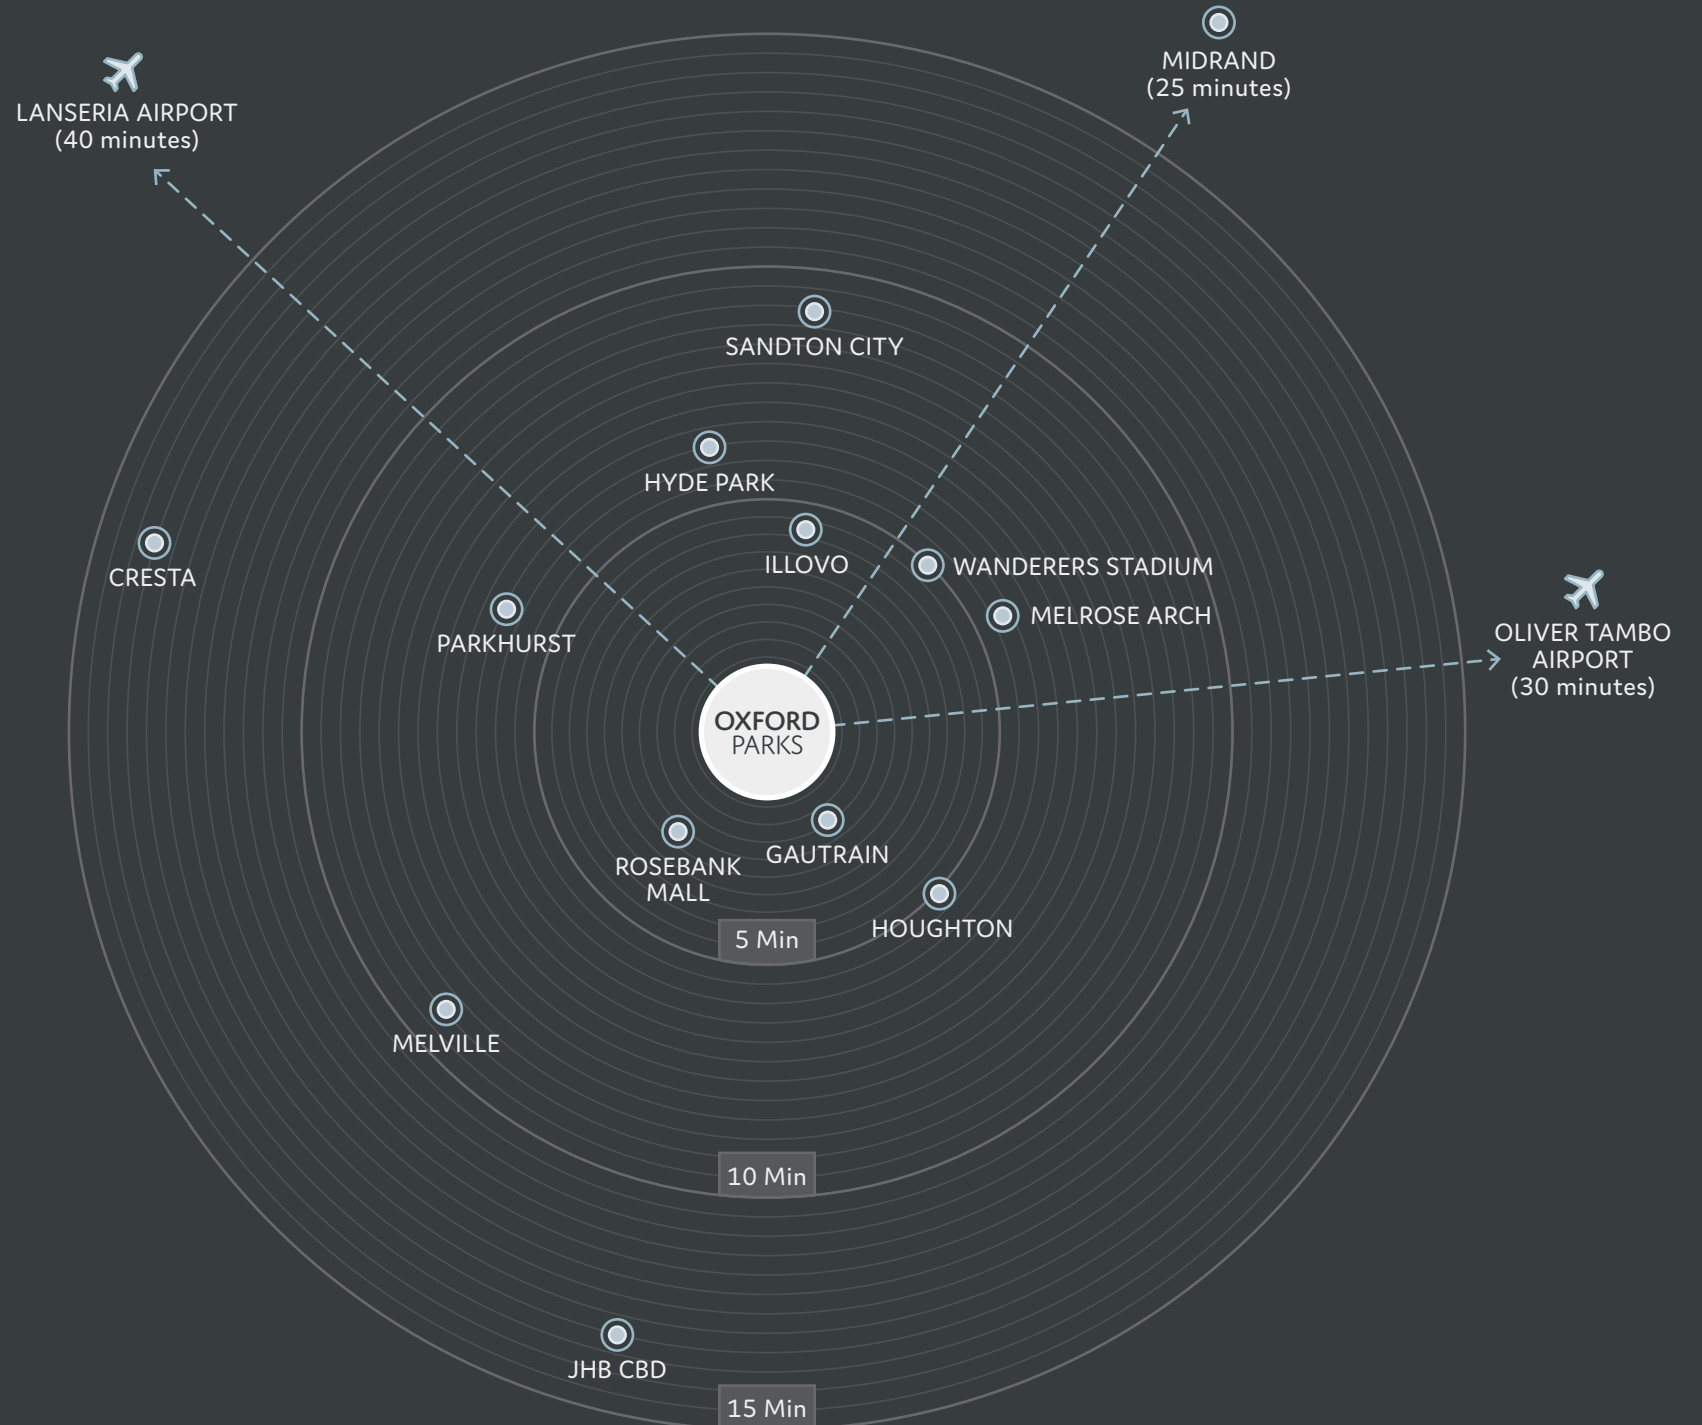 MIDRAND
(25 minutes)
LANSERIA AIRPORT
(40 minutes)
SANDTON CITY
HYDE PARK
ILLOVO
WANDERERS STADIUM
CRESTA
MELROSE ARCH
PARKHURST
OLIVER TAMBO
AIRPORT
(30 minutes)
OXFORD
PARKS
GAUTRAIN
ROSEBANK
MALL
HOUGHTON
5 Min
MELVILLE
10 Min
JHB CBD
15 Min